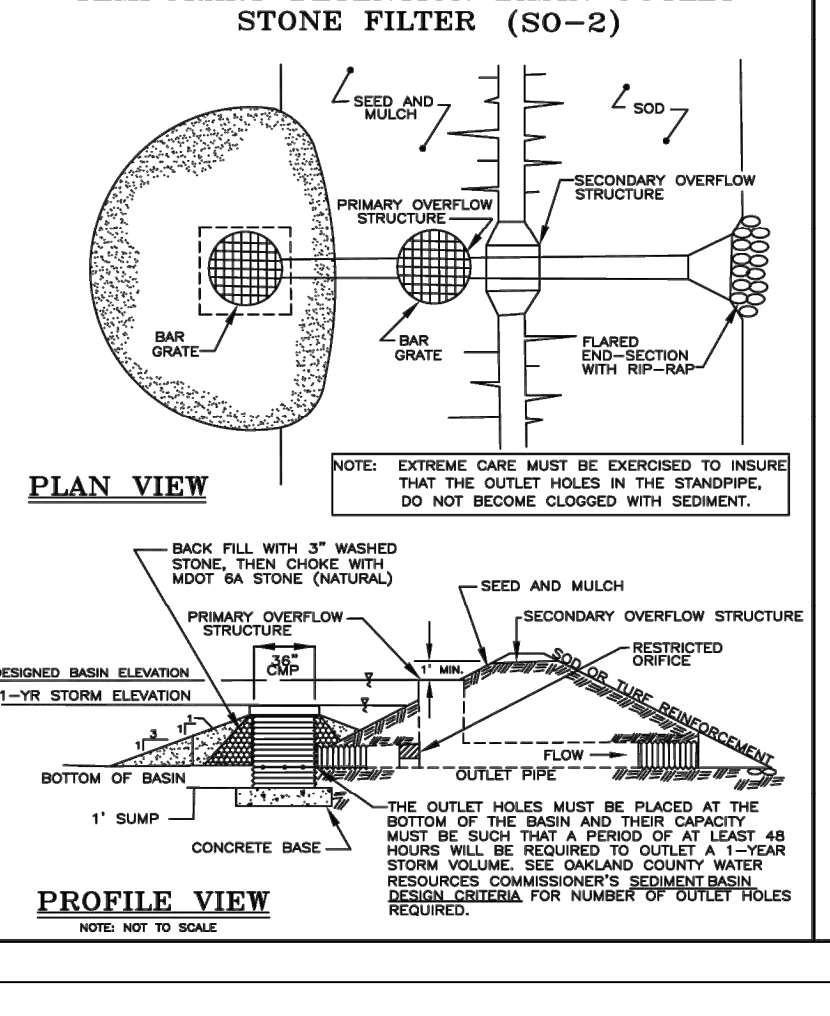 STONE FILTER (SO-2)
SEED AND
MULCH
SOD
SECONDARY OVERFLOW
STRUCTURE
PRIMARY OVERFLOW
STRUCTURE
BAR
GRATE
BAR
GRATE
FLARED
END-SECTION
WITH RIP-RAP
NOTE: EXTREME CARE MUST BE EXERCISED TO INSURE
THAT THE OUTLET HOLES IN THE STANDPIPE,
DO NOT BECOME CLOGGED WITH SEDIMENT.
PLAN VIEW
BACK FILL WITH 3" WASHED
STONE, THEN CHOKE WITH
MDOT 6A STONE (NATURAL)
SEED AND MULCH
PRIMARY OVERFLOW
STRUCTURE
SECONDARY OVERFLOW STRUCTURE
RESTRICTED
ORIFICE
36"
CMP
1' MIN.
DESIGNED BASIN ELEVATION
1-YR STORM ELEVATION
SOD OR TURF REINFORCEMENT
3
1
1
1
FLOW
BOTTOM OF BASIN
OUTLET PIPE
1' SUMP
CONCRETE BASE
THE OUTLET HOLES MUST BE PLACED AT THE
BOTTOM OF THE BASIN AND THEIR CAPACITY
MUST BE SUCH THAT A PERIOD OF AT LEAST 48
HOURS WILL BE REQUIRED TO OUTLET A 1-YEAR
STORM VOLUME. SEE OAKLAND COUNTY WATER
RESOURCES COMMISSIONER'S SEDIMENT BASIN
DESIGN CRITERIA FOR NUMBER OF OUTLET HOLES
REQUIRED.
PROFILE VIEW
NOTE: NOT TO SCALE